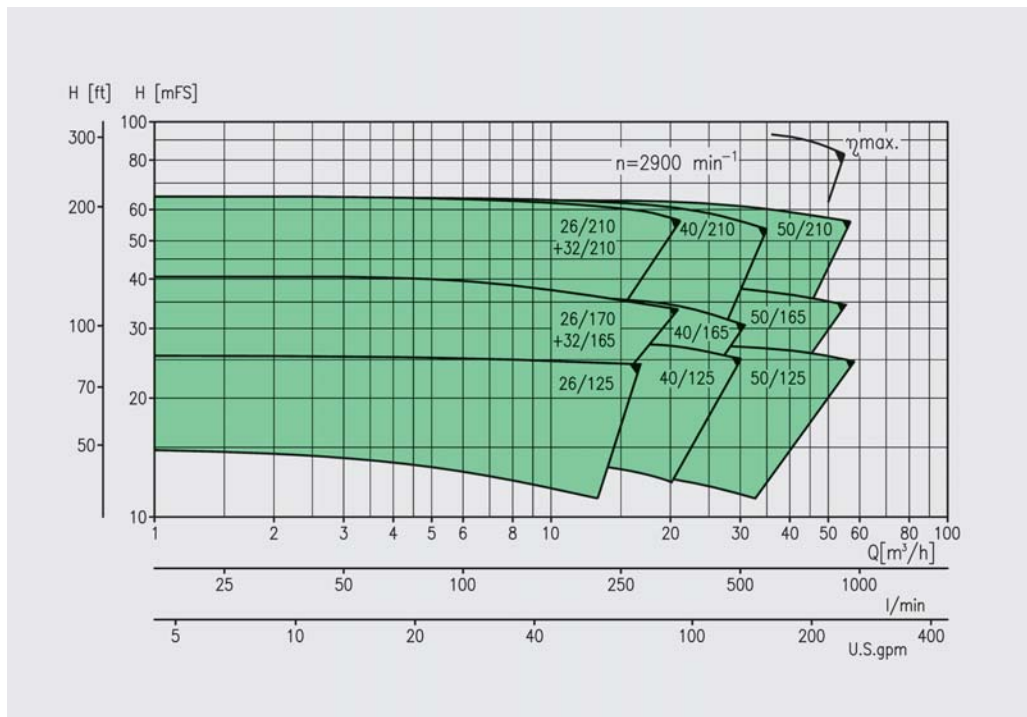 H [ft] H [mFS]
300
200
100
70
50
100
80
60
50
40
30
20
10
n=2900 min⁻¹
ηmax.
26/210
+32/210
40/210
50/210
26/170
+32/165
40/165
50/165
26/125
40/125
50/125
1 2 3 4 5 6 8 10 20 30 40 50 60 80 100
Q[m³/h]
25 50 100 250 500 1000
l/min
5 10 20 40 100 200 400
U.S.gpm